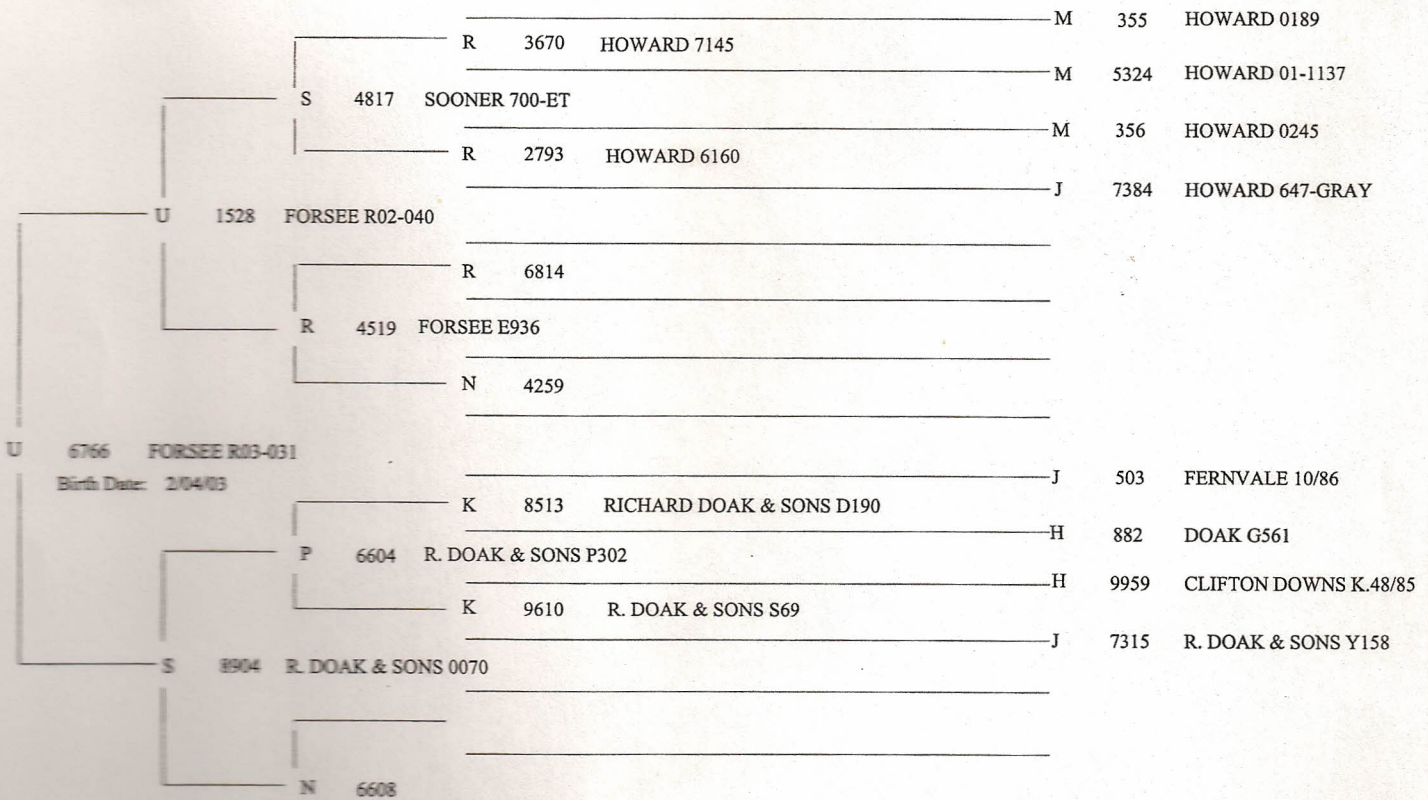 M 355 HOWARD 0189
R 3670 HOWARD 7145
M 5324 HOWARD 01-1137
S 4817 SOONER 700-ET
M 356 HOWARD 0245
R 2793 HOWARD 6160
J 7384 HOWARD 647-GRAY
U 1528 FORSEE R02-040
R 6814
R 4519 FORSEE E936
N 4259
U 6766 FORSEE R03-031
J 503 FERNVALE 10/86
Birth Date: 2/04/03
K 8513 RICHARD DOAK & SONS D190
H 882 DOAK G561
P 6604 R. DOAK & SONS P302
H 9959 CLIFTON DOWNS K.48/85
K 9610 R. DOAK & SONS S69
J 7315 R. DOAK & SONS Y158
S 8904 R. DOAK & SONS 0070
N 6608